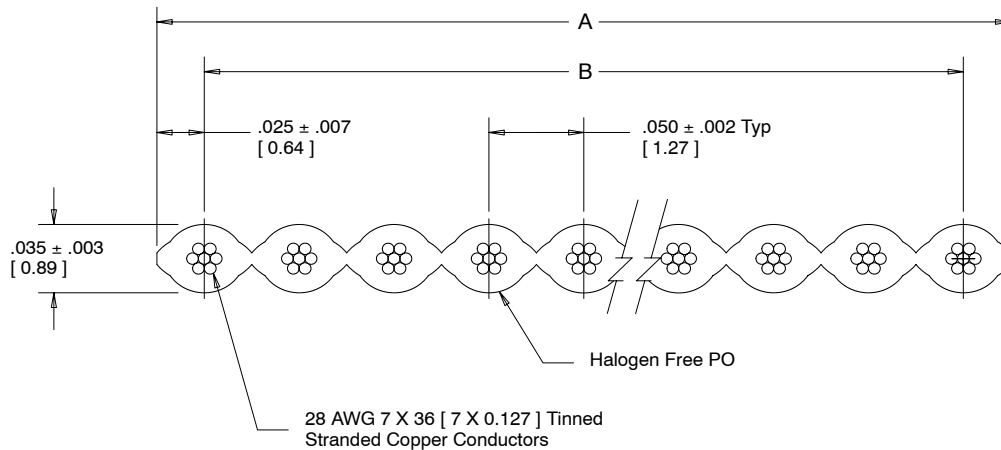 A
B
.025 ± .007
[ 0.64 ]
.050 ± .002 Typ
[ 1.27 ]
.035 ± .003
[ 0.89 ]
Halogen Free PO
28 AWG 7 X 36 [ 7 X 0.127 ] Tinned
Stranded Copper Conductors